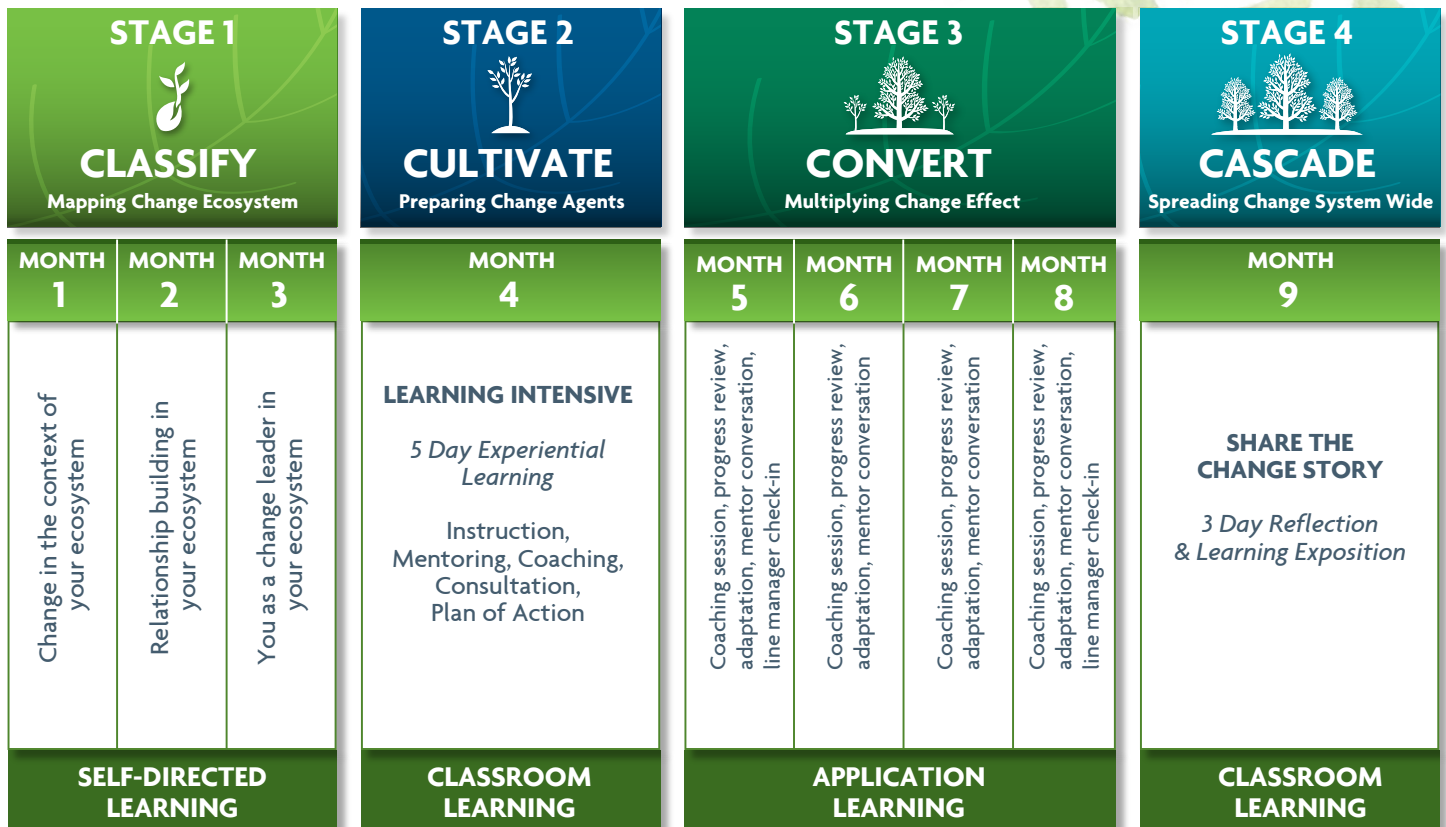 STAGE 1
CLASSIFY
Mapping Change Ecosystem
MONTH
1
MONTH
2
MONTH
3
Change in the context of
your ecosystem
Relationship building in
your ecosystem
You as a change leader in
your ecosystem
SELF-DIRECTED
LEARNING
STAGE 2
CULTIVATE
Preparing Change Agents
MONTH
4
LEARNING INTENSIVE
5 Day Experiential
Learning
Instruction,
Mentoring, Coaching,
Consultation,
Plan of Action
CLASSROOM
LEARNING
STAGE 3
CONVERT
Multiplying Change Effect
MONTH
5
MONTH
6
MONTH
7
MONTH
8
Coaching session, progress review,
adaptation, mentor conversation,
line manager check-in
Coaching session, progress review,
adaptation, mentor conversation
Coaching session, progress review,
adaptation, mentor conversation
Coaching session, progress review,
adaptation, mentor conversation,
line manager check-in
APPLICATION
LEARNING
STAGE 4
CASCADE
Spreading Change System Wide
MONTH
9
SHARE THE
CHANGE STORY
3 Day Reflection
& Learning Exposition
CLASSROOM
LEARNING